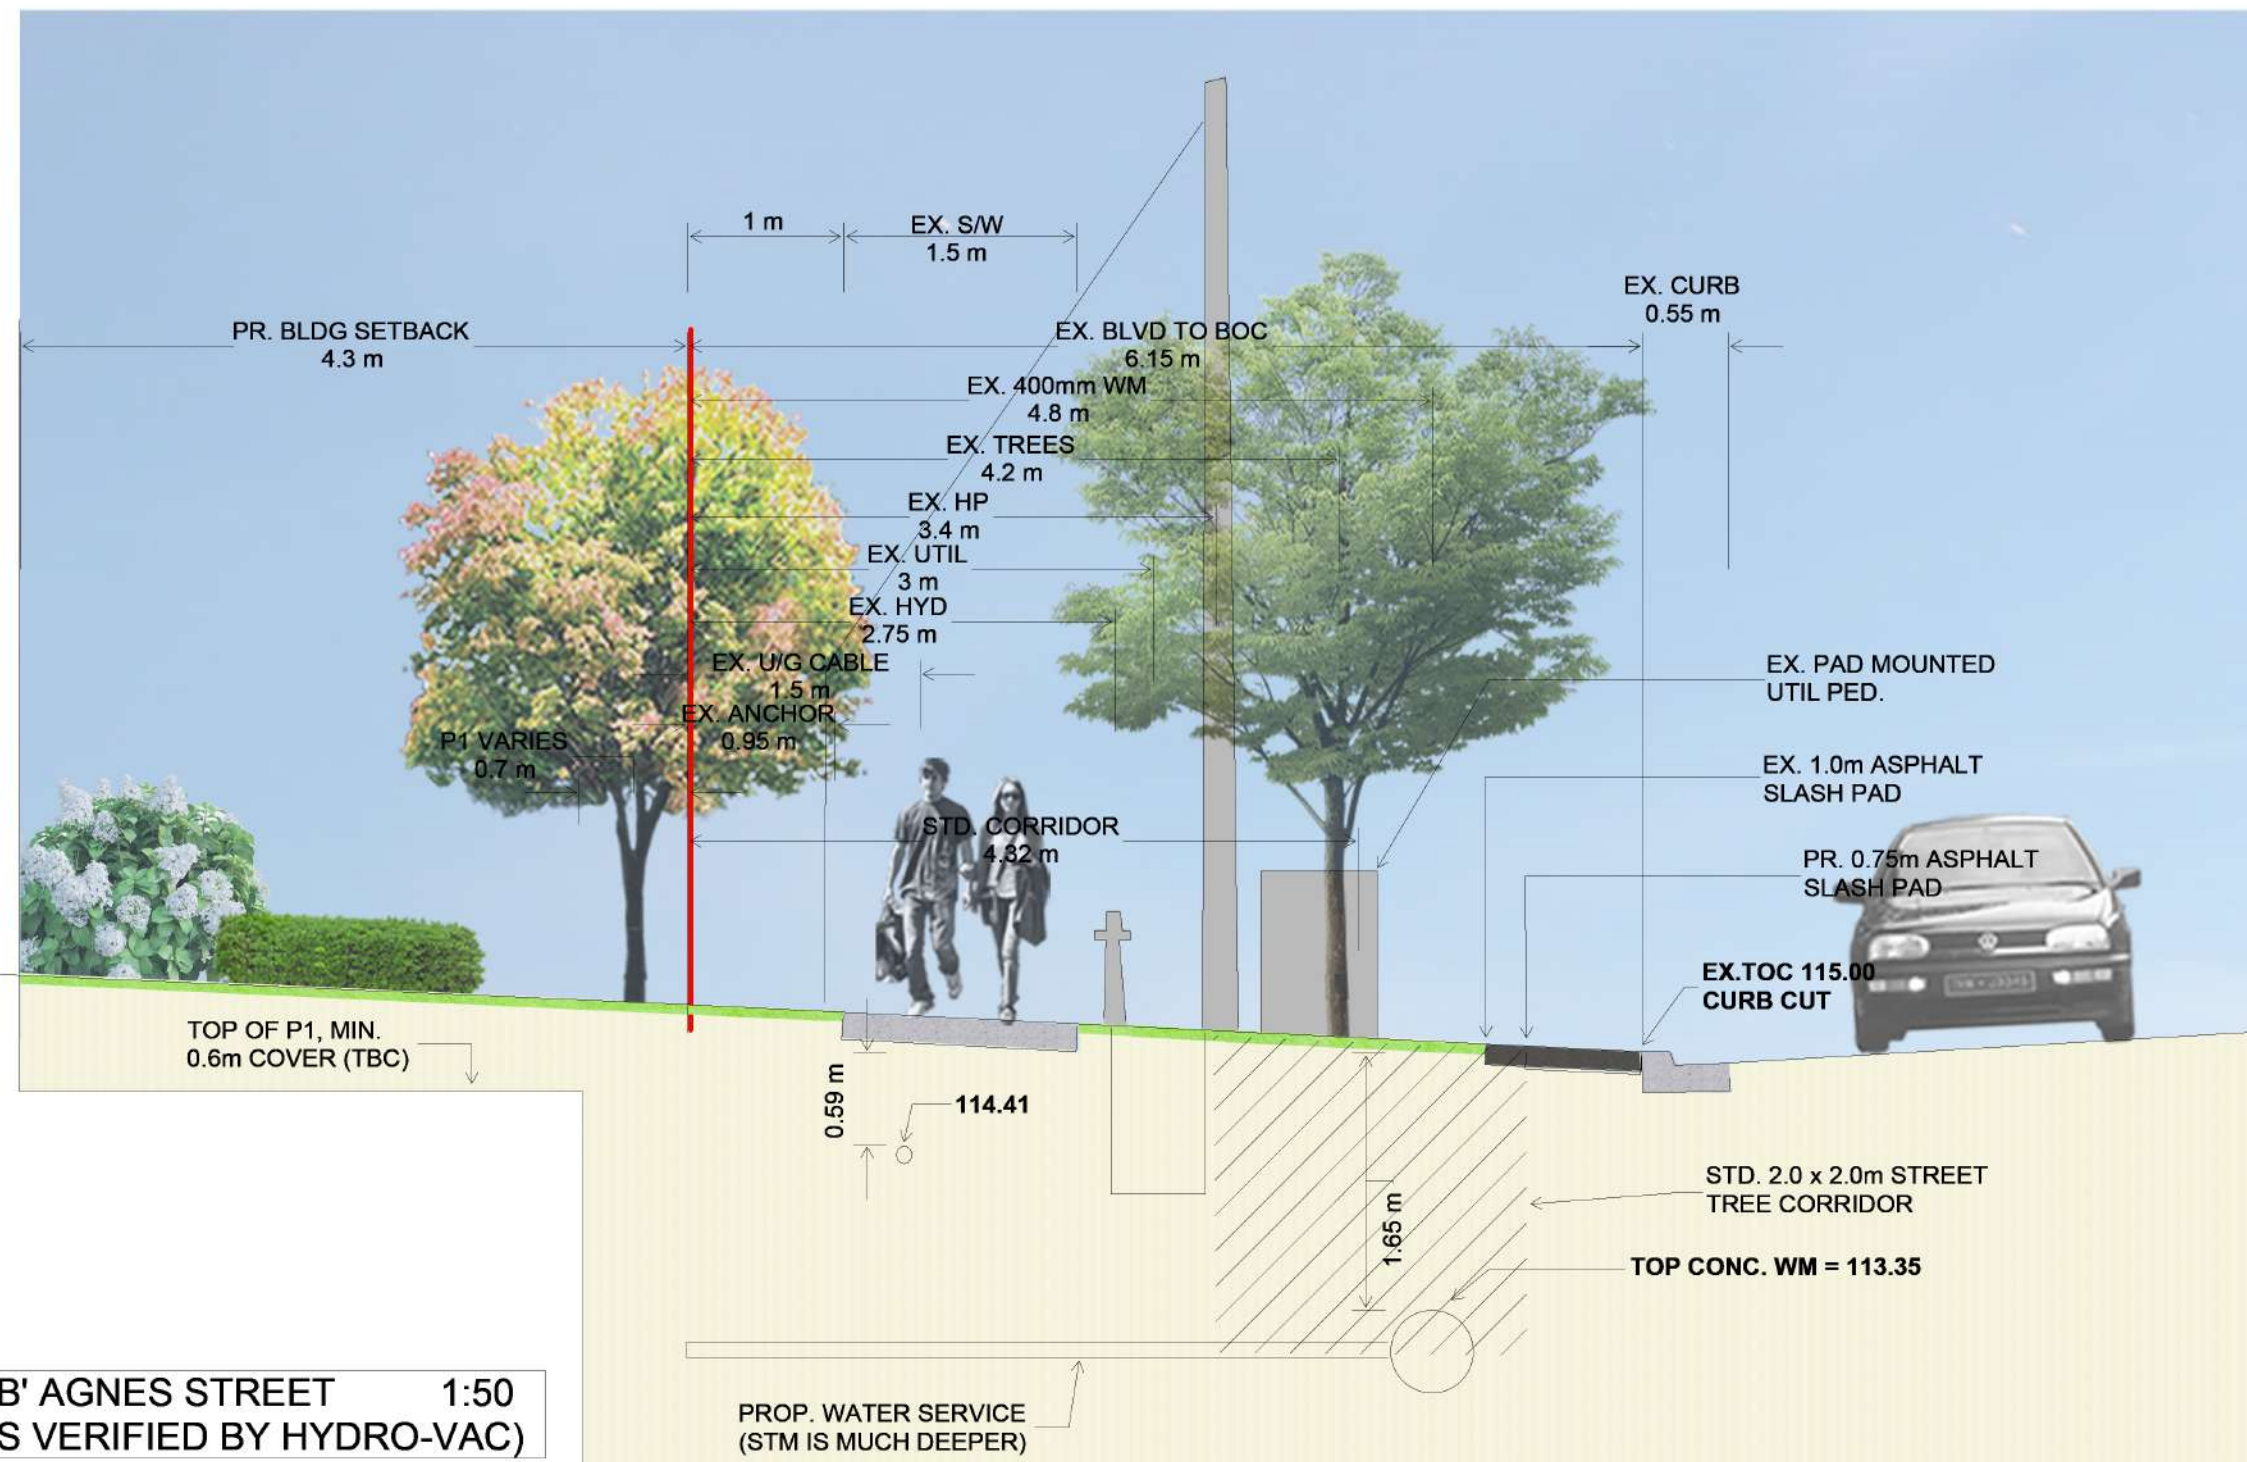 1 m
EX. S/W
1.5 m
EX. CURB
0.55 m
PR. BLDG SETBACK
4.3 m
EX. BLVD TO BOC
6.15 m
EX. 400mm WM
4.8 m
EX. TREES
4.2 m
EX. HP
3.4 m
EX. UTIL
3 m
EX. HYD
2.75 m
EX. U/G CABLE
1.5 m
EX. ANCHOR
0.95 m
P1 VARIES
0.7 m
STD. CORRIDOR
4.32 m
EX. PAD MOUNTED
UTIL PED.
EX. 1.0m ASPHALT
SLASH PAD
PR. 0.75m ASPHALT
SLASH PAD
EX.TOC 115.00
CURB CUT
TOP OF P1, MIN.
0.6m COVER (TBC)
0.59 m
114.41
1.65 m
STD. 2.0 x 2.0m STREET
TREE CORRIDOR
TOP CONC. WM = 113.35
B' AGNES STREET 1:50
S VERIFIED BY HYDRO-VAC)
PROP. WATER SERVICE
(STM IS MUCH DEEPER)